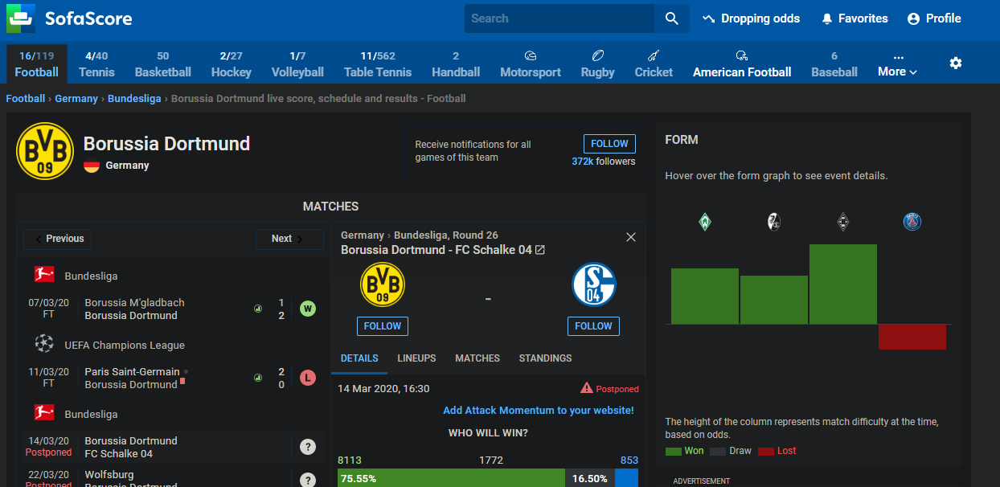 SofaScore
Search
Dropping odds
Favorites
Profile
16/119
Football
4/40
Tennis
50
Basketball
2/27
Hockey
1/7
Volleyball
11/562
Table Tennis
2
Handball
Motorsport
Rugby
Cricket
American Football
6
Baseball
... More
Football › Germany › Bundesliga › Borussia Dortmund live score, schedule and results - Football
BVB 09
Borussia Dortmund
Germany
Receive notifications for all
games of this team
FOLLOW
372k followers
MATCHES
Previous
Next
Bundesliga
07/03/20
FT
Borussia M'gladbach
Borussia Dortmund
1
2
W
UEFA Champions League
11/03/20
FT
Paris Saint-Germain
Borussia Dortmund
2
0
L
Bundesliga
14/03/20
Postponed
Borussia Dortmund
FC Schalke 04
?
22/03/20
Postponed
Wolfsburg
Borussia Dortmund
?
Germany › Bundesliga, Round 26
Borussia Dortmund - FC Schalke 04
BVB 09
-
S 04
FOLLOW
FOLLOW
DETAILS
LINEUPS
MATCHES
STANDINGS
14 Mar 2020, 16:30
Postponed
Add Attack Momentum to your website!
WHO WILL WIN?
8113
1772
853
75.55%
16.50%
FORM
Hover over the form graph to see event details.
The height of the column represents match difficulty at the time,
based on odds.
Won
Draw
Lost
ADVERTISEMENT